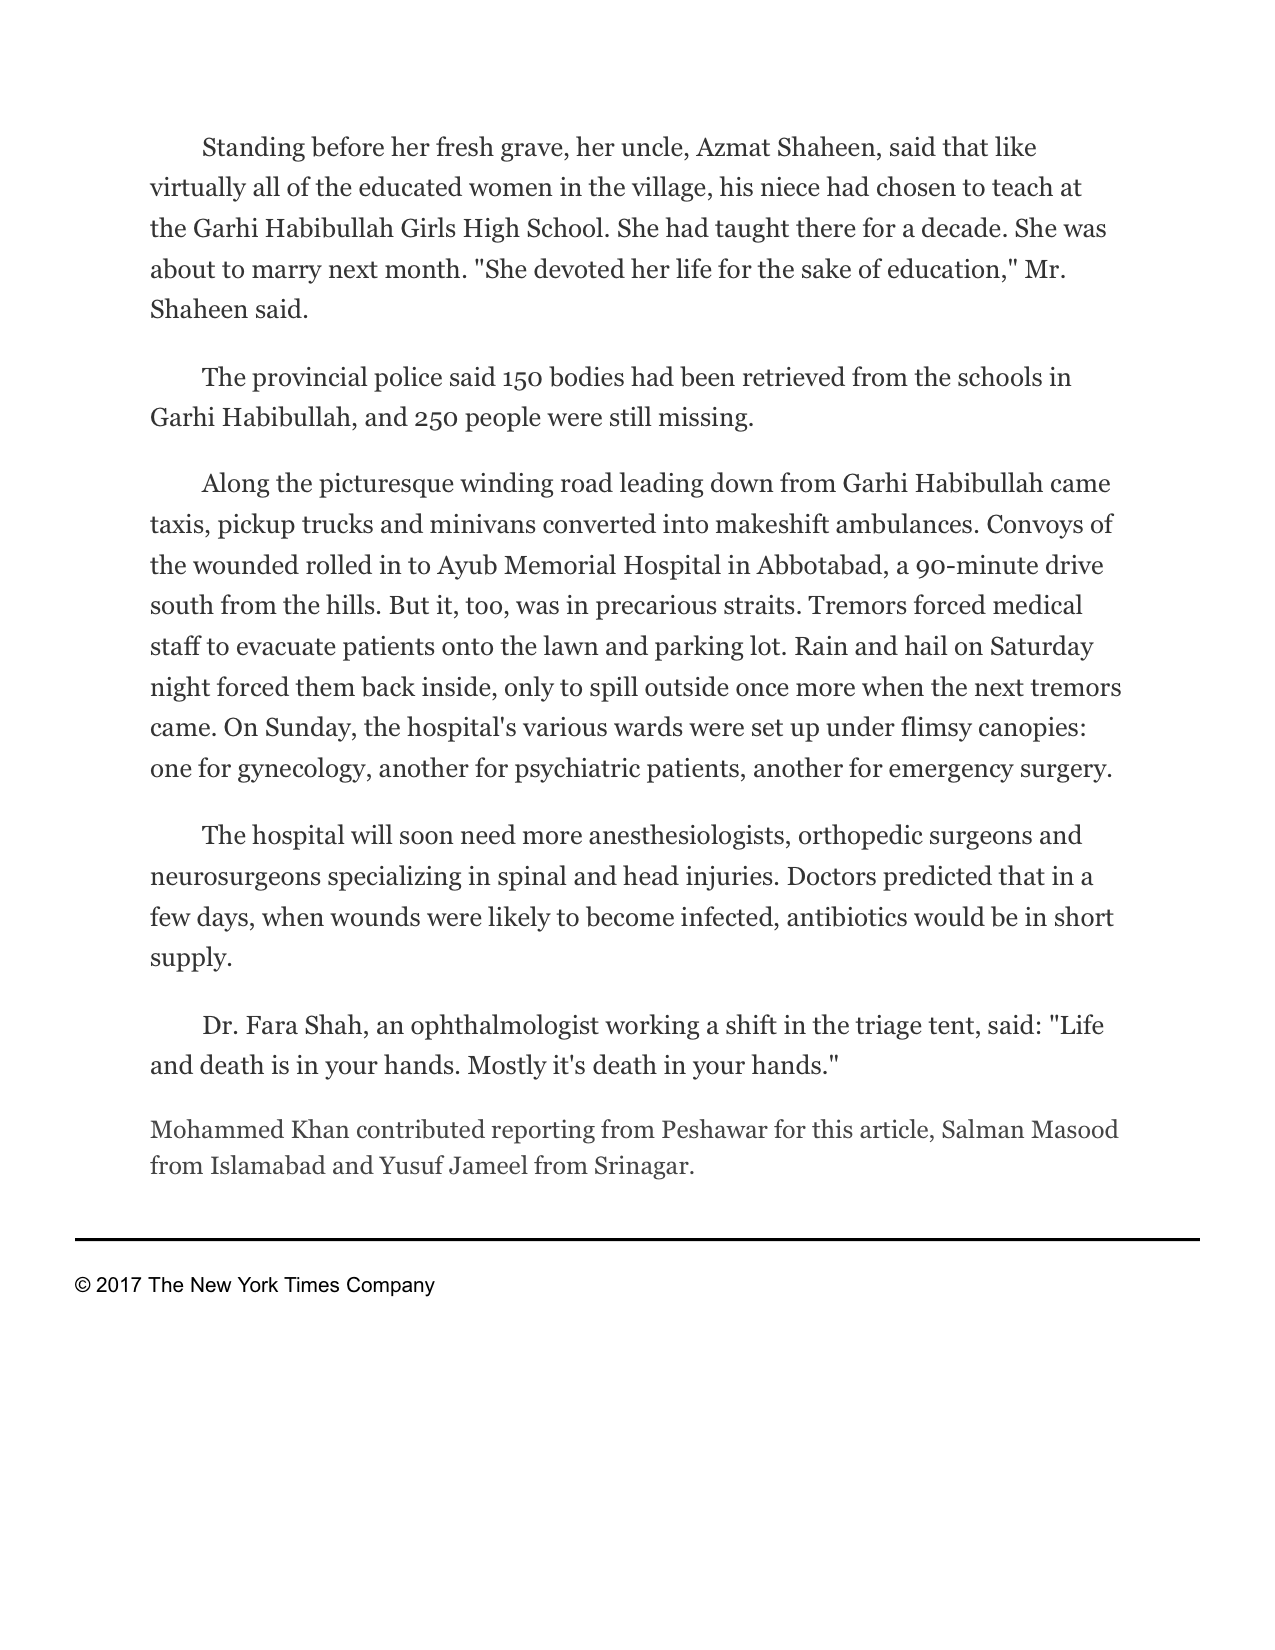 Standing before her fresh grave, her uncle, Azmat Shaheen, said that like
virtually all of the educated women in the village, his niece had chosen to teach at
the Garhi Habibullah Girls High School. She had taught there for a decade. She was
about to marry next month. "She devoted her life for the sake of education," Mr.
Shaheen said.
The provincial police said 150 bodies had been retrieved from the schools in
Garhi Habibullah, and 250 people were still missing.
Along the picturesque winding road leading down from Garhi Habibullah came
taxis, pickup trucks and minivans converted into makeshift ambulances. Convoys of
the wounded rolled in to Ayub Memorial Hospital in Abbotabad, a 90-minute drive
south from the hills. But it, too, was in precarious straits. Tremors forced medical
staff to evacuate patients onto the lawn and parking lot. Rain and hail on Saturday
night forced them back inside, only to spill outside once more when the next tremors
came. On Sunday, the hospital's various wards were set up under flimsy canopies:
one for gynecology, another for psychiatric patients, another for emergency surgery.
The hospital will soon need more anesthesiologists, orthopedic surgeons and
neurosurgeons specializing in spinal and head injuries. Doctors predicted that in a
few days, when wounds were likely to become infected, antibiotics would be in short
supply.
Dr. Fara Shah, an ophthalmologist working a shift in the triage tent, said: "Life
and death is in your hands. Mostly it's death in your hands."
Mohammed Khan contributed reporting from Peshawar for this article, Salman Masood
from Islamabad and Yusuf Jameel from Srinagar.
© 2017 The New York Times Company